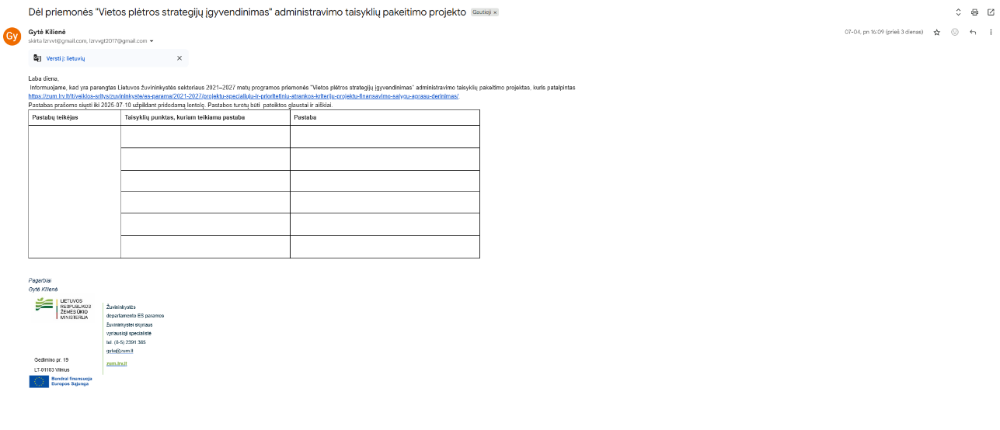 Dėl priemonės "Vietos plėtros strategijų įgyvendinimas" administravimo taisyklių pakeitimo projekto Gautieji ×
Gy
Gytė Kilienė
07-04, pn 16:09 (prieš 3 dienas)
skirta lzrvvt@gmail.com, lzrvvgt2017@gmail.com
Versti į: lietuvių
Laba diena,
Informuojame, kad yra parengtas Lietuvos žuvininkystės sektoriaus 2021–2027 metų programos priemonės "Vietos plėtros strategijų įgyvendinimas" administravimo taisyklių pakeitimo projektas, kuris patalpintas
https://zum.lrv.lt/lt/veiklos-sritys/zuvininkyste/es-parama/2021-2027/projektu-specialiuju-ir-prioritetiniu-atrankos-kriteriju-projektu-finansavimo-salygu-aprasu-derinimas/.
Pastabas prašome siųsti iki 2025-07-10 užpildant pridedamą lentelę. Pastabos turėtų būti pateiktos glaustai ir aiškiai.
Pastabų teikėjas
Taisyklių punktas, kuriam teikiama pastaba
Pastaba
Pagarbiai
Gytė Kilienė
LIETUVOS
RESPUBLIKOS
ŽEMĖS ŪKIO
MINISTERIJA
Gedimino pr. 19
LT-01103 Vilnius
Žuvininkystės
departamento ES paramos
žuvininkystei skyriaus
vyriausioji specialistė
tel. (8-5) 2391 385
gyte@zum.lt
zum.lrv.lt
Bendrai finansuoja
Europos Sąjunga